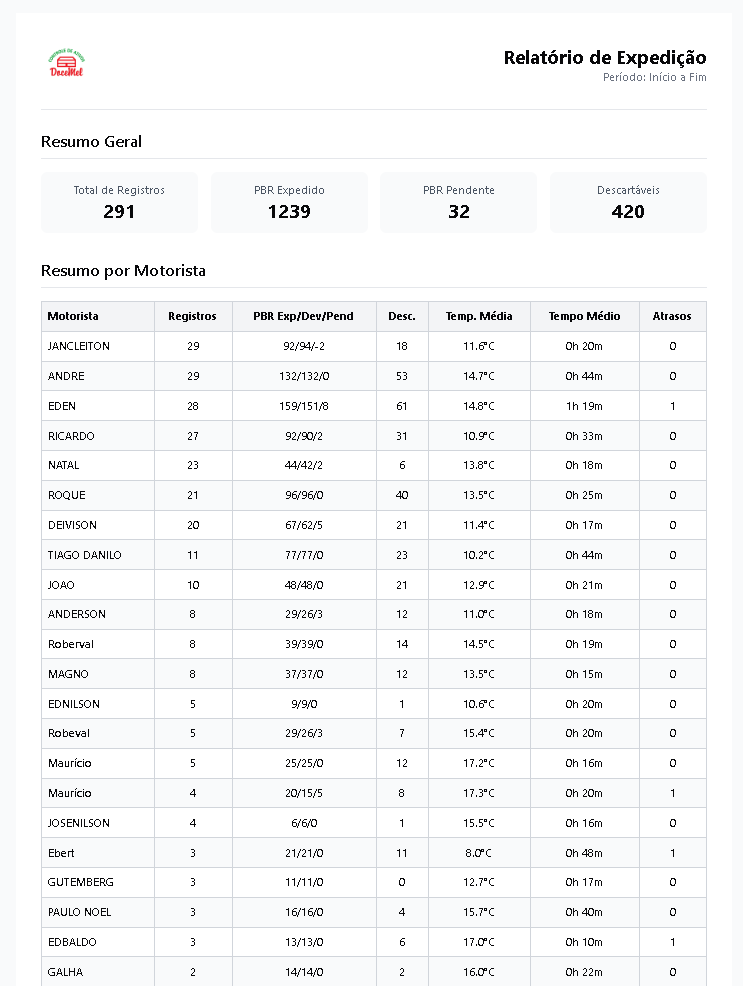 CONTROLE DE AZUIS
DoceMel
Relatório de Expedição
Período: Início a Fim
Resumo Geral
Total de Registros PBR Expedido PBR Pendente Descartáveis
291 1239 32 420
Resumo por Motorista
Motorista Registros PBR Exp/Dev/Pend Desc. Temp. Média Tempo Médio Atrasos
JANCLEITON 29 92/94/-2 18 11.6°C 0h 20m 0
ANDRE 29 132/132/0 53 14.7°C 0h 44m 0
EDEN 28 159/151/8 61 14.8°C 1h 19m 1
RICARDO 27 92/90/2 31 10.9°C 0h 33m 0
NATAL 23 44/42/2 6 13.8°C 0h 18m 0
ROQUE 21 96/96/0 40 13.5°C 0h 25m 0
DEIVISON 20 67/62/5 21 11.4°C 0h 17m 0
TIAGO DANILO 11 77/77/0 23 10.2°C 0h 44m 0
JOAO 10 48/48/0 21 12.9°C 0h 21m 0
ANDERSON 8 29/26/3 12 11.0°C 0h 18m 0
Roberval 8 39/39/0 14 14.5°C 0h 19m 0
MAGNO 8 37/37/0 12 13.5°C 0h 15m 0
EDNILSON 5 9/9/0 1 10.6°C 0h 20m 0
Robeval 5 29/26/3 7 15.4°C 0h 20m 0
Maurício 5 25/25/0 12 17.2°C 0h 16m 0
Maurício 4 20/15/5 8 17.3°C 0h 20m 1
JOSENILSON 4 6/6/0 1 15.5°C 0h 16m 0
Ebert 3 21/21/0 11 8.0°C 0h 48m 1
GUTEMBERG 3 11/11/0 0 12.7°C 0h 17m 0
PAULO NOEL 3 16/16/0 4 15.7°C 0h 40m 0
EDBALDO 3 13/13/0 6 17.0°C 0h 10m 1
GALHA 2 14/14/0 2 16.0°C 0h 22m 0